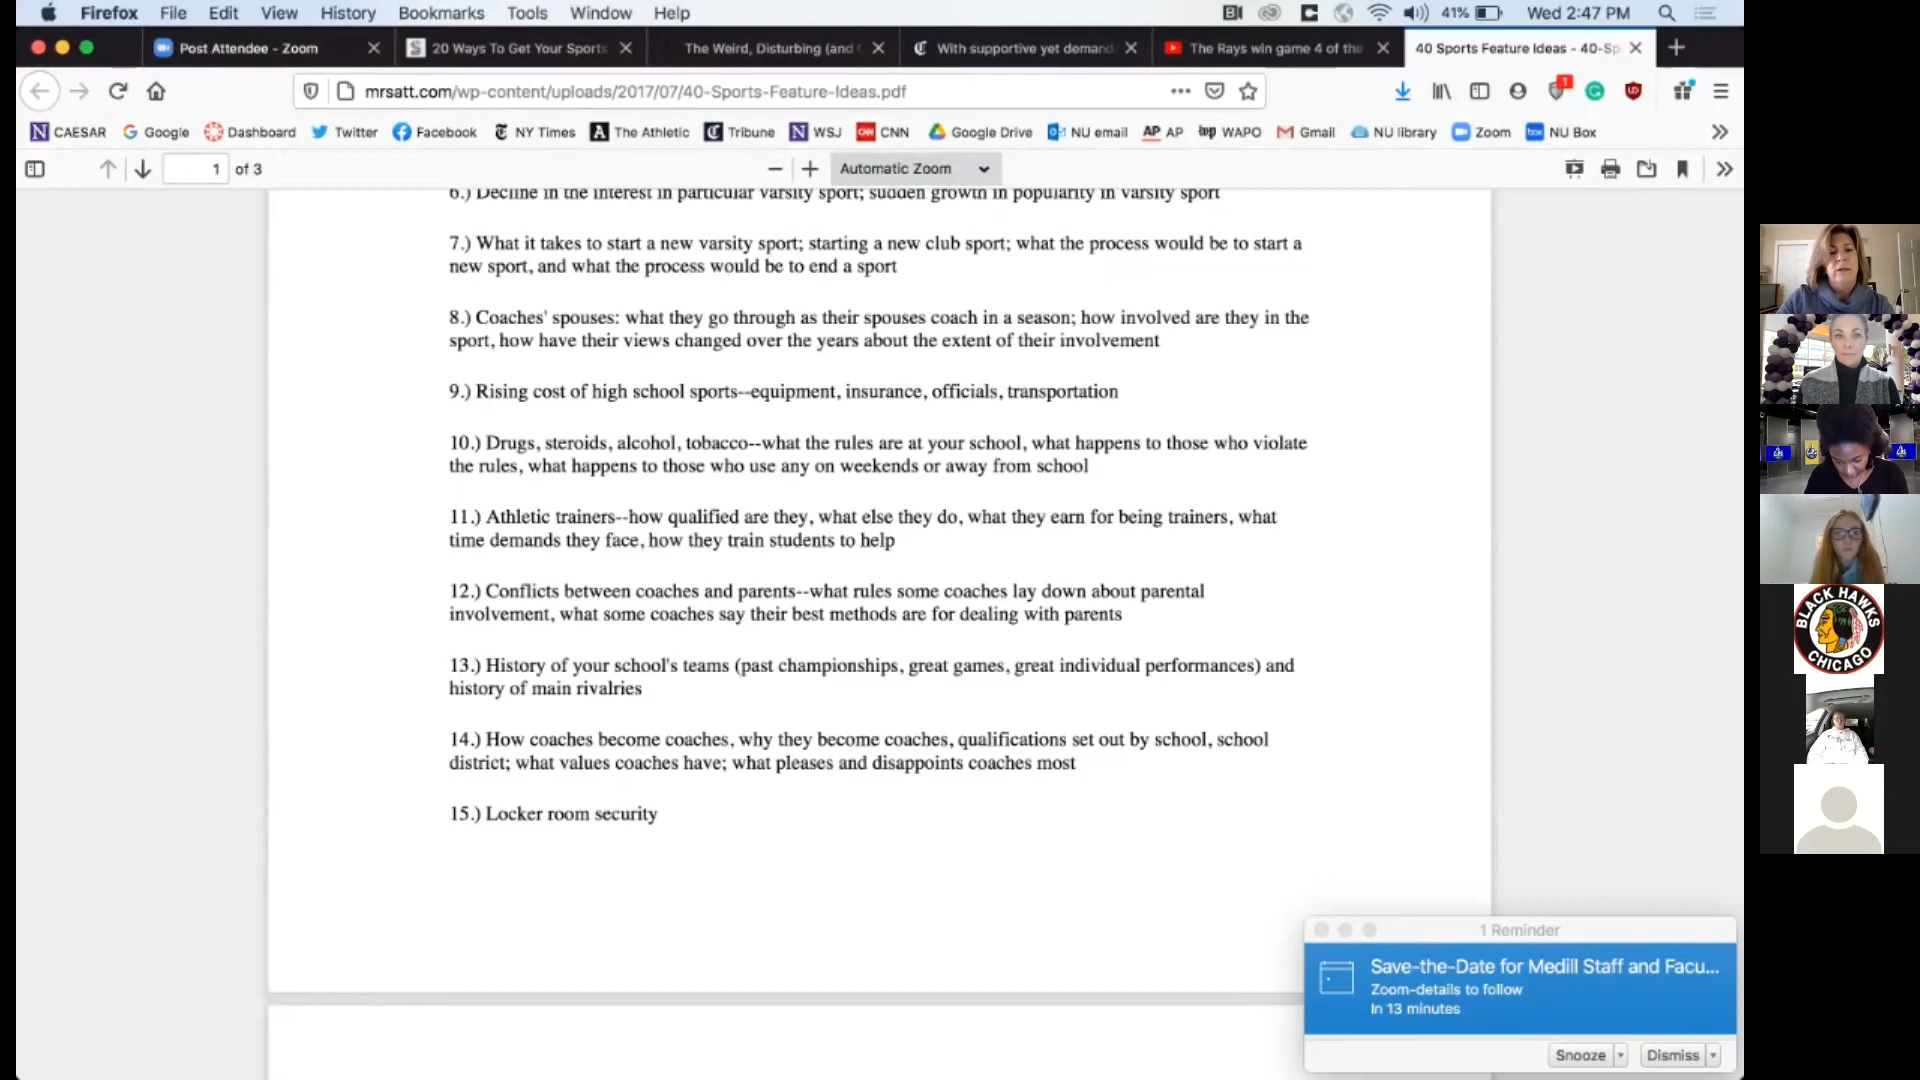 Firefox File Edit View History Bookmarks Tools Window Help 41% Wed 2:47 PM
Post Attendee - Zoom
20 Ways To Get Your Sports
The Weird, Disturbing (and
With supportive yet demand
The Rays win game 4 of the
40 Sports Feature Ideas - 40-Sp
mrsatt.com/wp-content/uploads/2017/07/40-Sports-Feature-Ideas.pdf
1
CAESAR Google Dashboard Twitter Facebook NY Times The Athletic Tribune WSJ CNN Google Drive NU email AP AP WAPO Gmail NU library Zoom NU Box
1 of 3 Automatic Zoom
6.) Decline in the interest in particular varsity sport; sudden growth in popularity in varsity sport
7.) What it takes to start a new varsity sport; starting a new club sport; what the process would be to start a
new sport, and what the process would be to end a sport
8.) Coaches' spouses: what they go through as their spouses coach in a season; how involved are they in the
sport, how have their views changed over the years about the extent of their involvement
9.) Rising cost of high school sports--equipment, insurance, officials, transportation
10.) Drugs, steroids, alcohol, tobacco--what the rules are at your school, what happens to those who violate
the rules, what happens to those who use any on weekends or away from school
11.) Athletic trainers--how qualified are they, what else they do, what they earn for being trainers, what
time demands they face, how they train students to help
12.) Conflicts between coaches and parents--what rules some coaches lay down about parental
involvement, what some coaches say their best methods are for dealing with parents
13.) History of your school's teams (past championships, great games, great individual performances) and
history of main rivalries
14.) How coaches become coaches, why they become coaches, qualifications set out by school, school
district; what values coaches have; what pleases and disappoints coaches most
15.) Locker room security
BLACK HAWKS
CHICAGO
1 Reminder
Save-the-Date for Medill Staff and Facu...
Zoom-details to follow
In 13 minutes
Snooze Dismiss